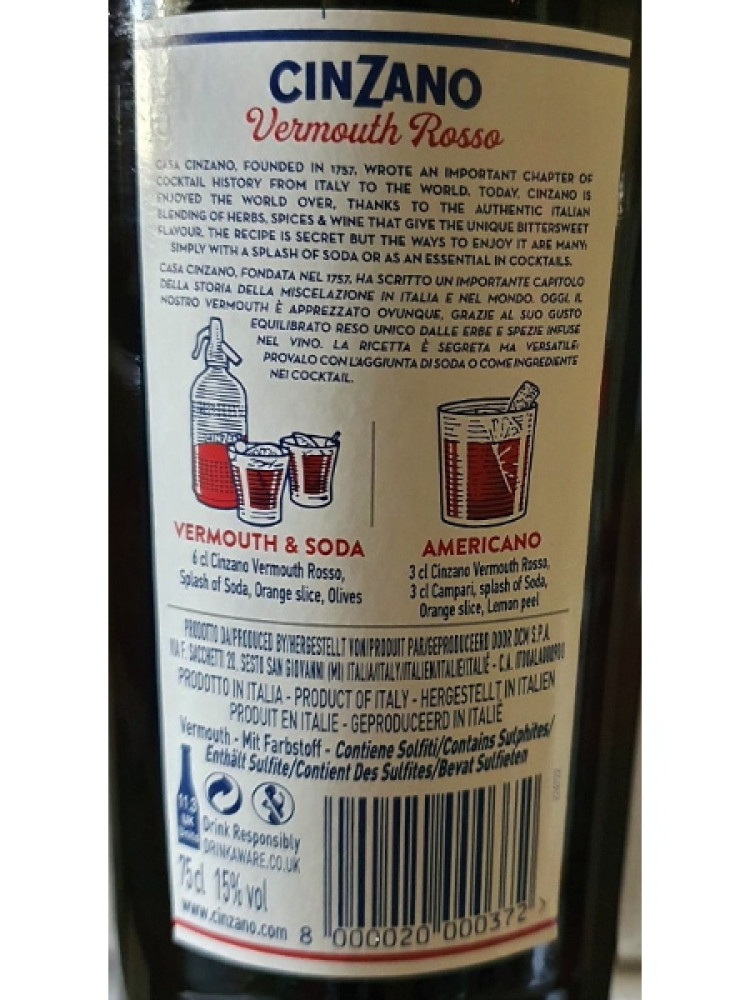 CINZANO
Vermouth Rosso
CASA CINZANO, FOUNDED IN 1757, WROTE AN IMPORTANT CHAPTER OF
COCKTAIL HISTORY FROM ITALY TO THE WORLD. TODAY, CINZANO IS
ENJOYED THE WORLD OVER, THANKS TO THE AUTHENTIC ITALIAN
BLENDING OF HERBS, SPICES & WINE THAT GIVE THE UNIQUE BITTERSWEET
FLAVOUR. THE RECIPE IS SECRET BUT THE WAYS TO ENJOY IT ARE MANY:
SIMPLY WITH A SPLASH OF SODA OR AS AN ESSENTIAL IN COCKTAILS.
CASA CINZANO, FONDATA NEL 1757, HA SCRITTO UN IMPORTANTE CAPITOLO
DELLA STORIA DELLA MISCELAZIONE IN ITALIA E NEL MONDO. OGGI, IL
NOSTRO VERMOUTH È APPREZZATO OVUNQUE, GRAZIE AL SUO GUSTO
EQUILIBRATO RESO UNICO DALLE ERBE E SPEZIE INFUSE
NEL VINO. LA RICETTA È SEGRETA MA VERSATILE:
PROVALO CON L'AGGIUNTA DI SODA O COME INGREDIENTE
NEI COCKTAIL.
CINZANO
VERMOUTH & SODA
6 cl Cinzano Vermouth Rosso,
Splash of Soda, Orange slice, Olives
AMERICANO
3 cl Cinzano Vermouth Rosso,
3 cl Campari, splash of Soda,
Orange slice, Lemon peel
PRODOTTO DA/PRODUCED BY/HERGESTELLT VON/PRODUIT PAR/GEPRODUCEERD DOOR DCM S.P.A.
VIA F. SACCHETTI 20, SESTO SAN GIOVANNI (MI) ITALIA/ITALY/ITALIEN/ITALIE/ITALIË - C.A.
PRODOTTO IN ITALIA - PRODUCT OF ITALY - HERGESTELLT IN ITALIEN
PRODUIT EN ITALIE - GEPRODUCEERD IN ITALIË
Vermouth - Mit Farbstoff - Contiene Solfiti/Contains Sulphites/
Enthält Sulfite/Contient Des Sulfites/Bevat Sulfieten
11.3
UK
Units
Drink Responsibly
DRINKAWARE.CO.UK
75cl 15% vol
www.cinzano.com
8 000020 000372 >